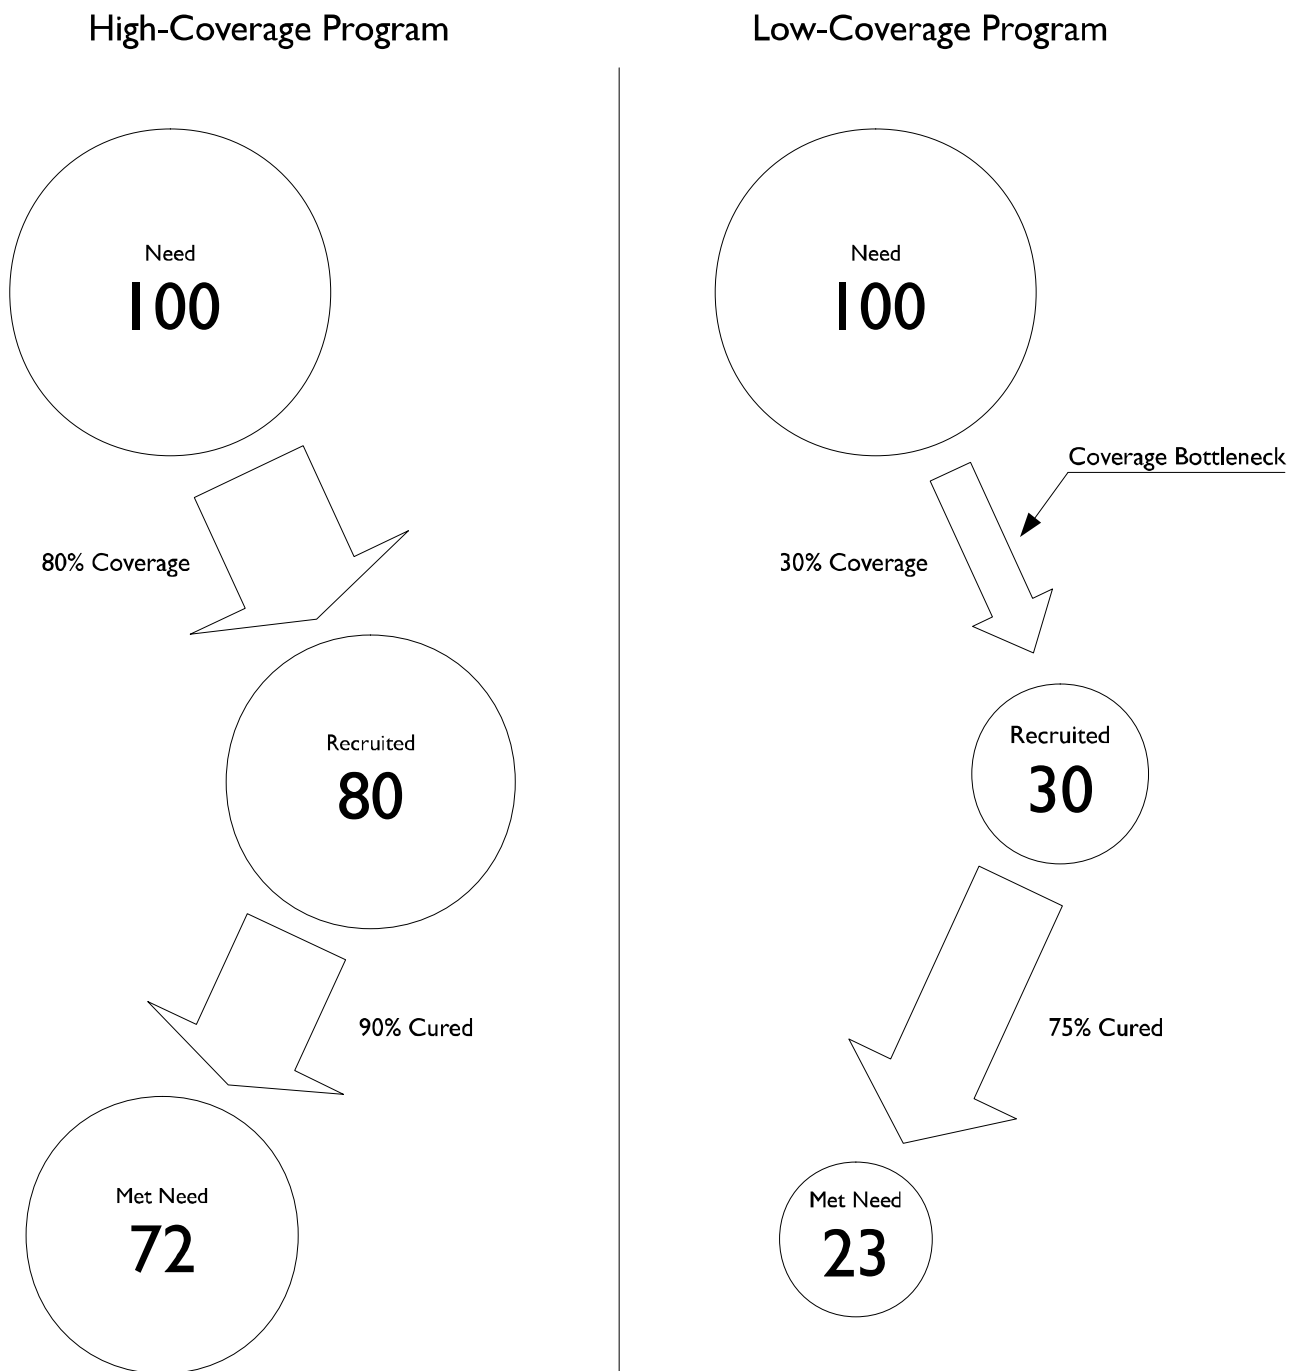 High-Coverage Program
Need
100
80% Coverage
Recruited
80
90% Cured
Met Need
72
Low-Coverage Program
Need
100
Coverage Bottleneck
30% Coverage
Recruited
30
75% Cured
Met Need
23